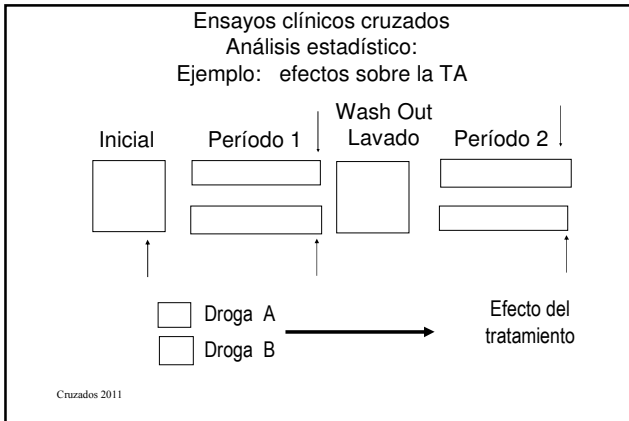 Ensayos clínicos cruzados
Análisis estadístico:
Ejemplo: efectos sobre la TA
Wash Out
Inicial Período 1 Lavado Período 2
Droga A
Droga B
Efecto del
tratamiento
Cruzados 2011